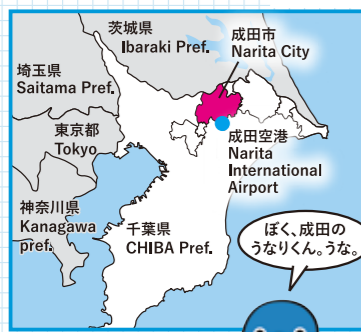 茨城県
Ibaraki Pref.
成田市
Narita City
埼玉県
Saitama Pref.
東京都
Tokyo
成田空港
Narita
International
Airport
神奈川県
Kanagawa
pref.
千葉県
CHIBA Pref.
ぼく、成田の
うなりくん。うな。